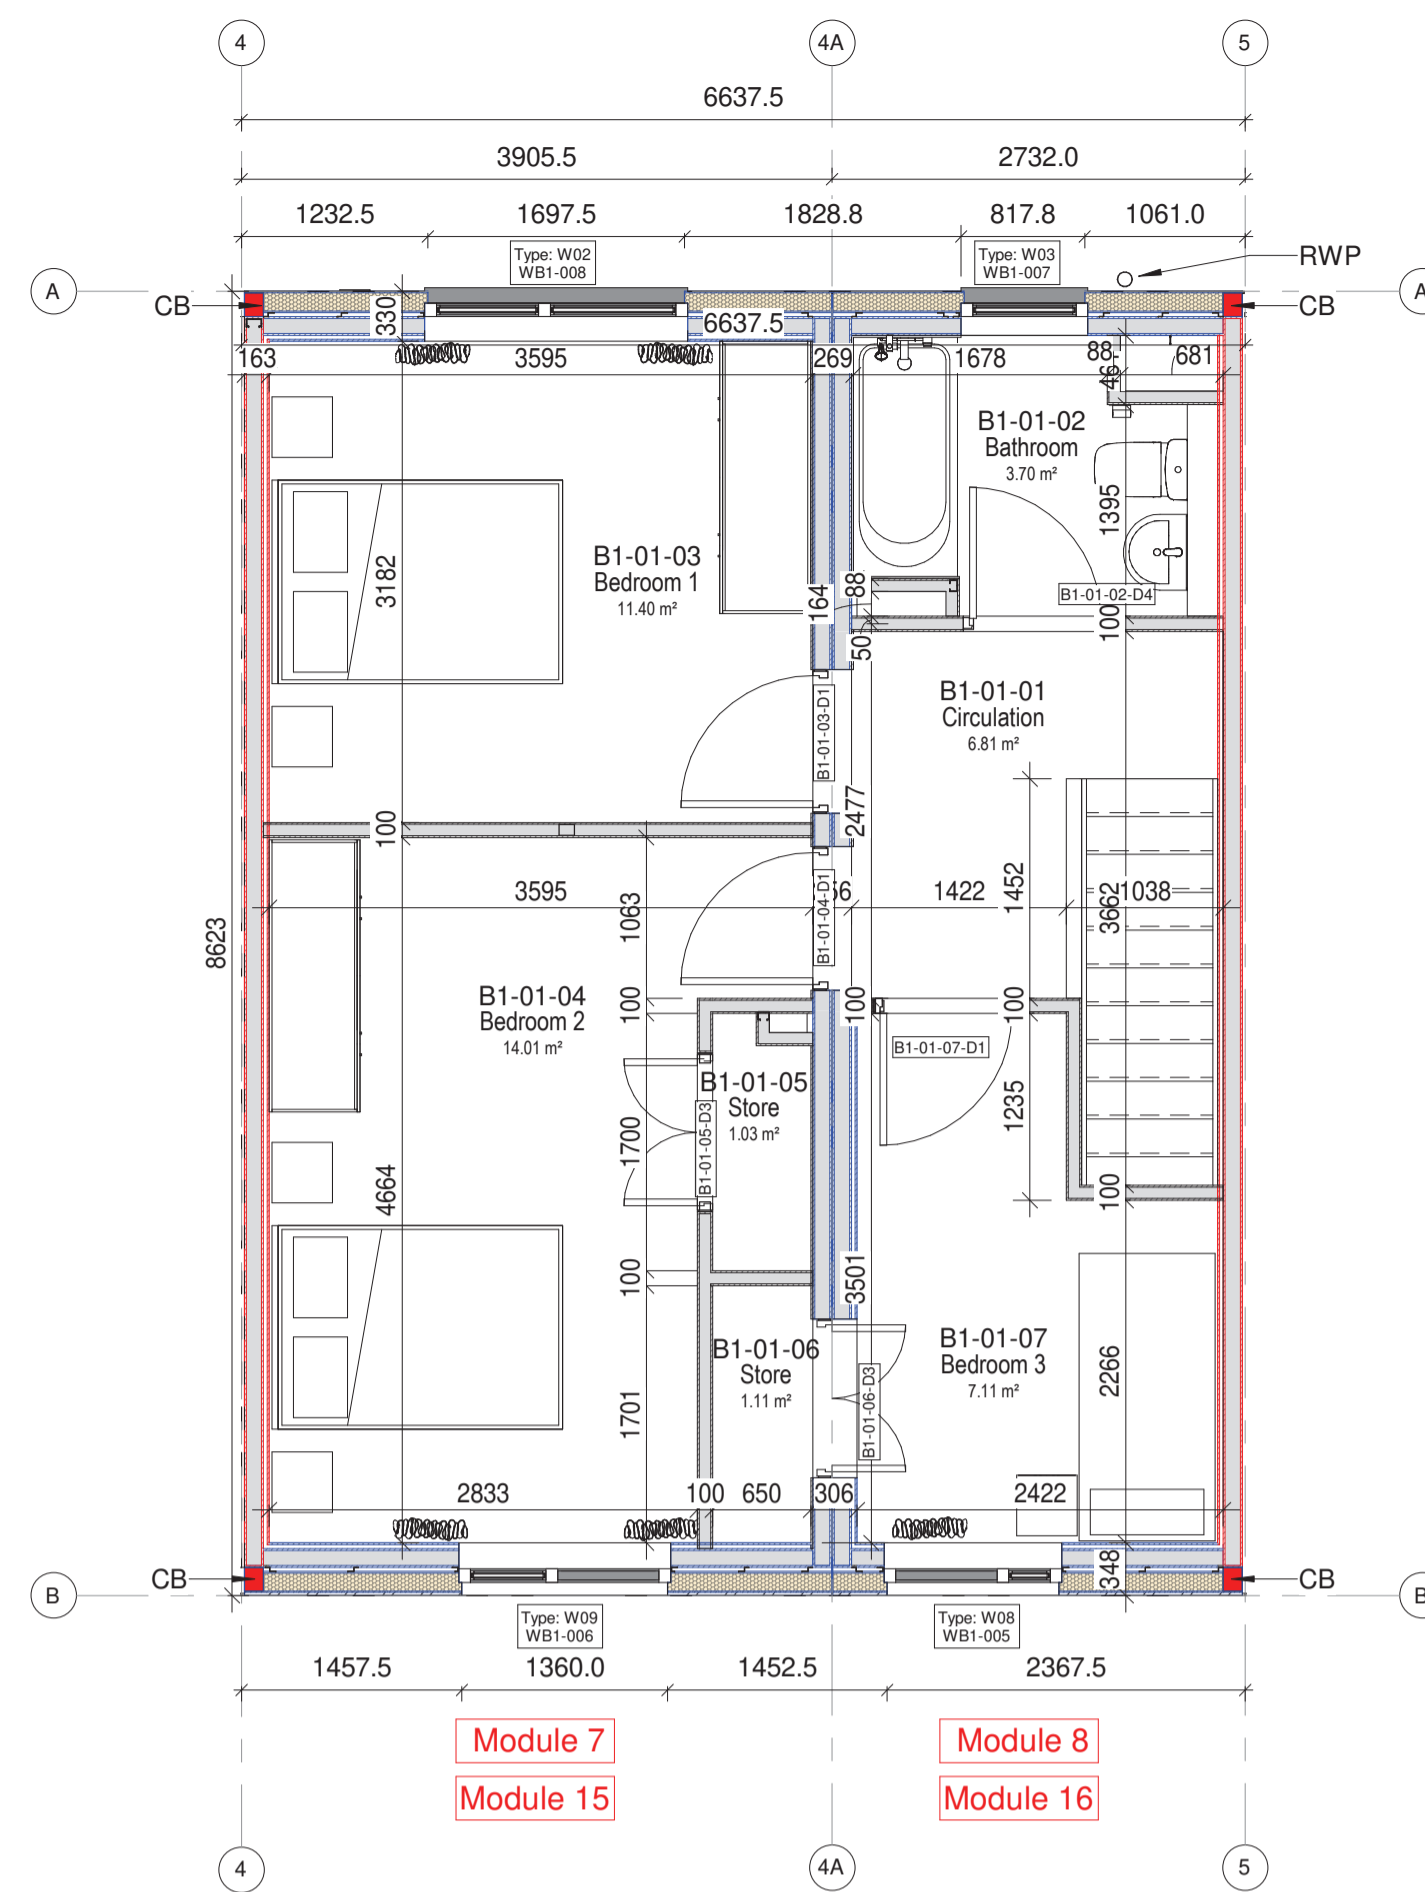 4
4A
5
6637.5
3905.5
2732.0
1232.5
1697.5
1828.8
817.8
1061.0
Type: W02
WB1-008
Type: W03
WB1-007
RWP
A
A
CB
CB
330
6637.5
163
3595
269
1678
88
46
681
B1-01-02
Bathroom
3.70 m²
1395
3182
B1-01-03
Bedroom 1
11.40 m²
164
88
50
B1-01-02-D4
100
B1-01-01
Circulation
6.81 m²
B1-01-03-D1
2477
100
3595
1063
B1-01-04-D1
1422
1452
3662
1038
8623
B1-01-04
Bedroom 2
14.01 m²
100
100
100
B1-01-07-D1
B1-01-05
Store
1.03 m²
B1-01-05-D3
1700
1235
4664
100
100
3501
B1-01-06
Store
1.11 m²
B1-01-07
Bedroom 3
7.11 m²
B1-01-06-D3
2266
1701
2833
100
650
306
2422
348
CB
CB
B
B
Type: W09
WB1-006
Type: W08
WB1-005
1457.5
1360.0
1452.5
2367.5
Module 7
Module 8
Module 15
Module 16
4
4A
5